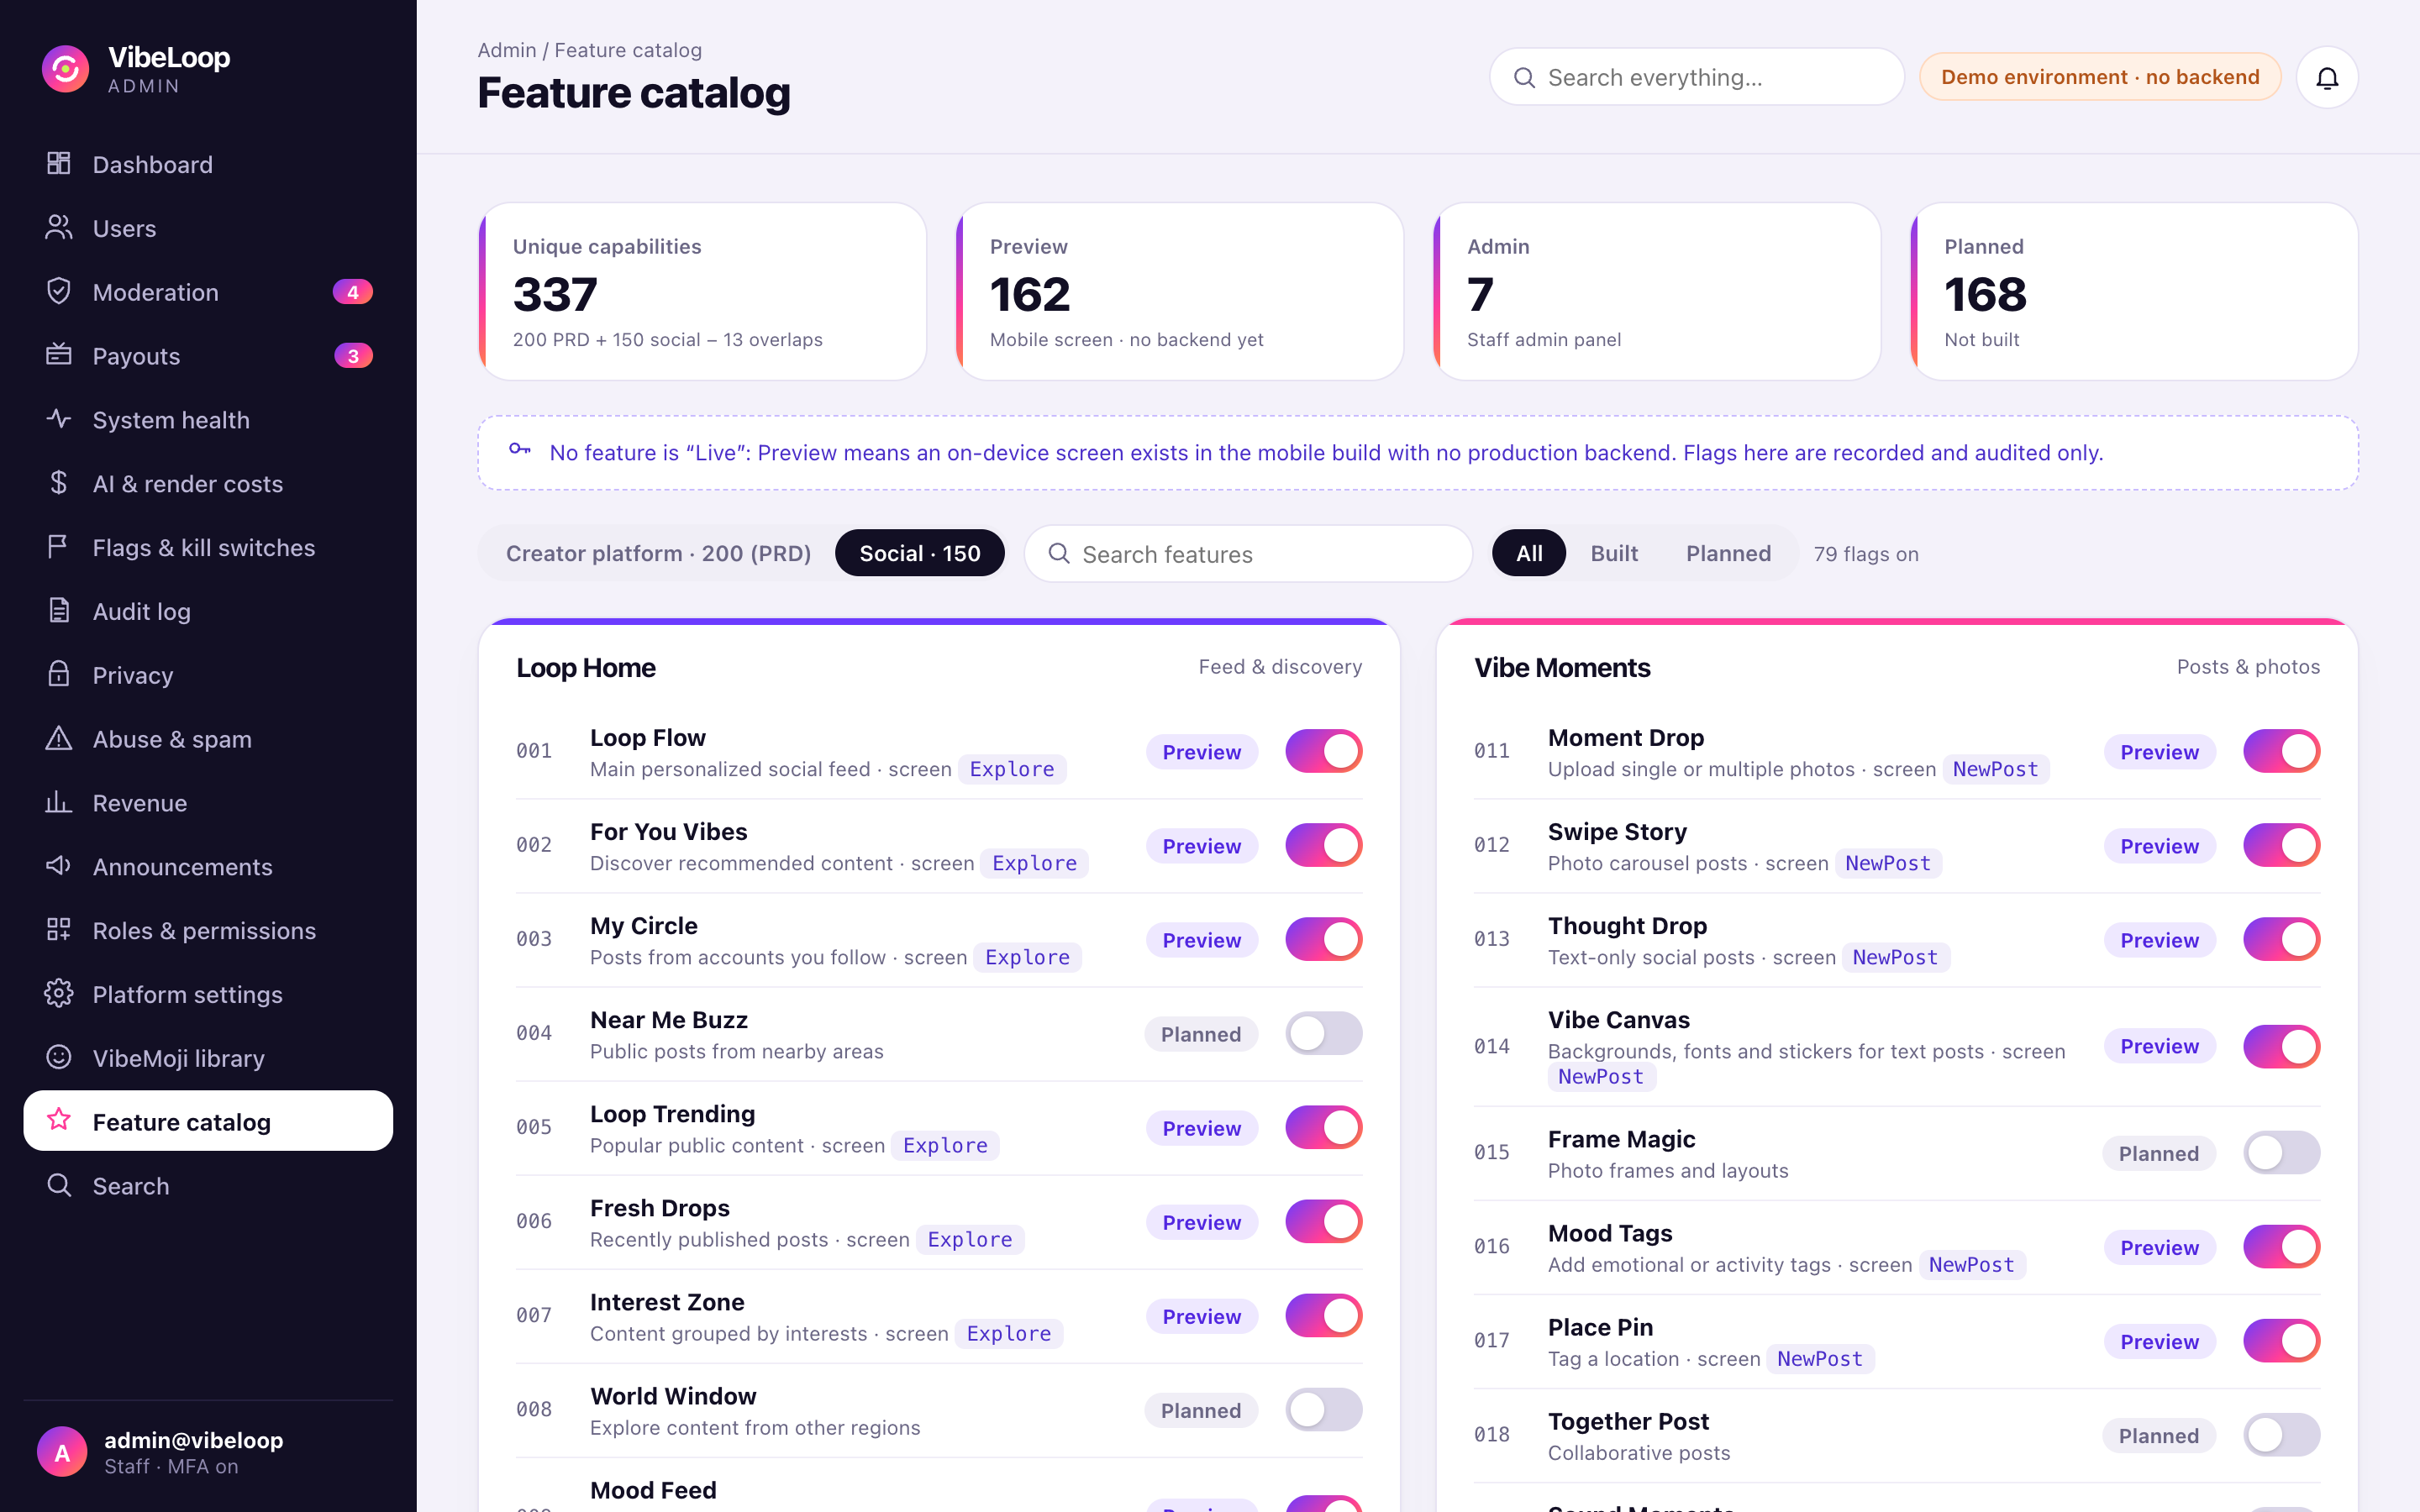 VibeLoop
ADMIN
Dashboard
Users
Moderation 4
Payouts 3
System health
AI & render costs
Flags & kill switches
Audit log
Privacy
Abuse & spam
Revenue
Announcements
Roles & permissions
Platform settings
VibeMoji library
Feature catalog
Search
A
admin@vibeloop
Staff · MFA on
Admin / Feature catalog
Feature catalog
Search everything...
Demo environment · no backend
Unique capabilities
337
200 PRD + 150 social – 13 overlaps
Preview
162
Mobile screen · no backend yet
Admin
7
Staff admin panel
Planned
168
Not built
No feature is “Live”: Preview means an on-device screen exists in the mobile build with no production backend. Flags here are recorded and audited only.
Creator platform · 200 (PRD) Social · 150 Search features All Built Planned 79 flags on
Loop Home Feed & discovery
001 Loop Flow Preview
Main personalized social feed · screen Explore
002 For You Vibes Preview
Discover recommended content · screen Explore
003 My Circle Preview
Posts from accounts you follow · screen Explore
004 Near Me Buzz Planned
Public posts from nearby areas
005 Loop Trending Preview
Popular public content · screen Explore
006 Fresh Drops Preview
Recently published posts · screen Explore
007 Interest Zone Preview
Content grouped by interests · screen Explore
008 World Window Planned
Explore content from other regions
Mood Feed
Vibe Moments Posts & photos
011 Moment Drop Preview
Upload single or multiple photos · screen NewPost
012 Swipe Story Preview
Photo carousel posts · screen NewPost
013 Thought Drop Preview
Text-only social posts · screen NewPost
014 Vibe Canvas Preview
Backgrounds, fonts and stickers for text posts · screen
NewPost
015 Frame Magic Planned
Photo frames and layouts
016 Mood Tags Preview
Add emotional or activity tags · screen NewPost
017 Place Pin Preview
Tag a location · screen NewPost
018 Together Post Planned
Collaborative posts